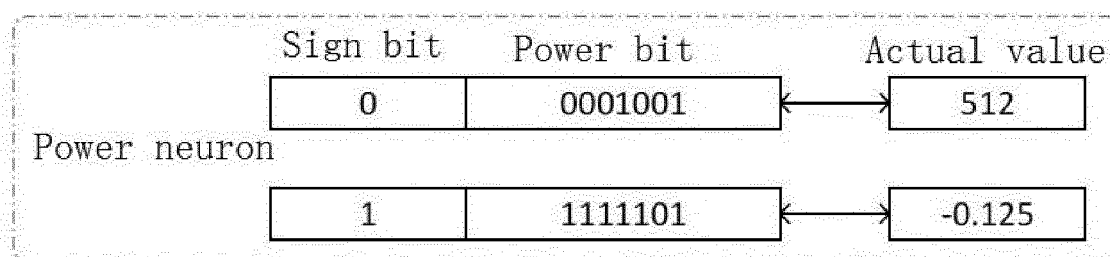 Sign bit Power bit Actual value
0 0001001 512
Power neuron
1 1111101 -0.125